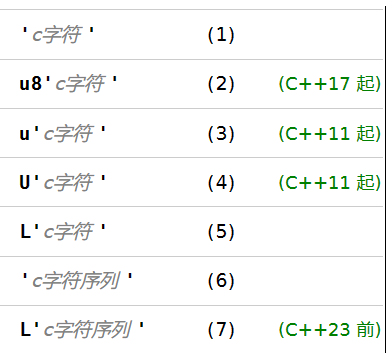 'c字符 ' (1)
u8'c字符 ' (2) (C++17 起)
u'c字符 ' (3) (C++11 起)
U'c字符 ' (4) (C++11 起)
L'c字符 ' (5)
'c字符序列 ' (6)
L'c字符序列 ' (7) (C++23 前)